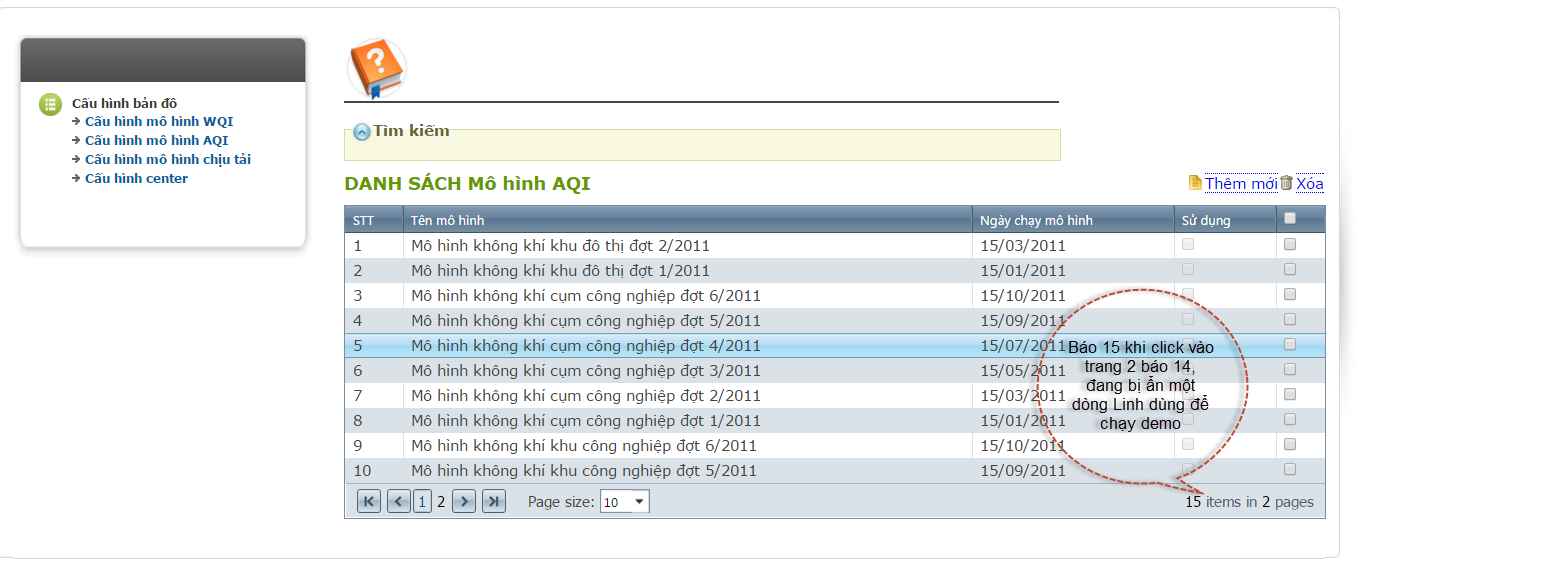 Cấu hình bản đồ
Cấu hình mô hình WQI
Cấu hình mô hình AQI
Cấu hình mô hình chịu tải
Cấu hình center
Tìm kiếm
DANH SÁCH Mô hình AQI
Thêm mới Xóa
STT Tên mô hình Ngày chạy mô hình Sử dụng
1 Mô hình không khí khu đô thị đợt 2/2011 15/03/2011
2 Mô hình không khí khu đô thị đợt 1/2011 15/01/2011
3 Mô hình không khí cụm công nghiệp đợt 6/2011 15/10/2011
4 Mô hình không khí cụm công nghiệp đợt 5/2011 15/09/2011
5 Mô hình không khí cụm công nghiệp đợt 4/2011 15/07/2011
6 Mô hình không khí cụm công nghiệp đợt 3/2011 15/05/2011
7 Mô hình không khí cụm công nghiệp đợt 2/2011 15/03/2011
8 Mô hình không khí cụm công nghiệp đợt 1/2011 15/01/2011
9 Mô hình không khí khu công nghiệp đợt 6/2011 15/10/2011
10 Mô hình không khí khu công nghiệp đợt 5/2011 15/09/2011
Báo 15 khi click vào
trang 2 báo 14,
đang bị ẩn một
dòng Linh dùng để
chạy demo
1 2 Page size: 10 15 items in 2 pages